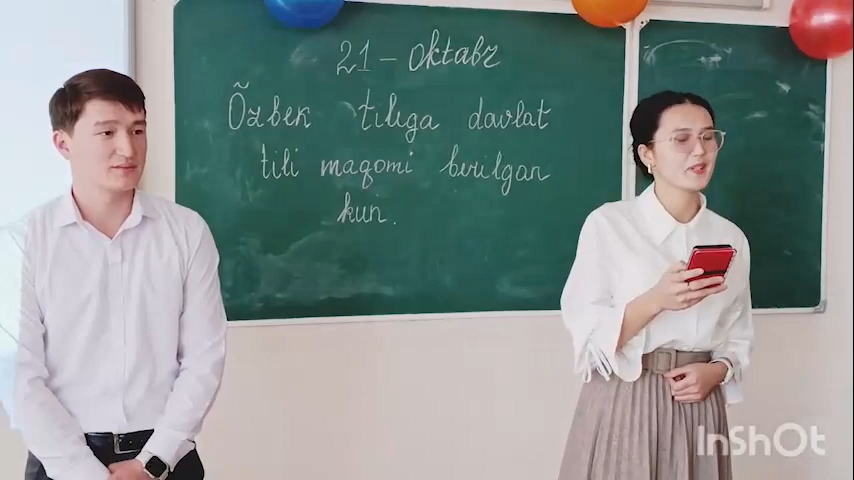 21 - Oktabr
Õzbek tiliga davlat
tili maqomi berilgan
kun.
InShOt